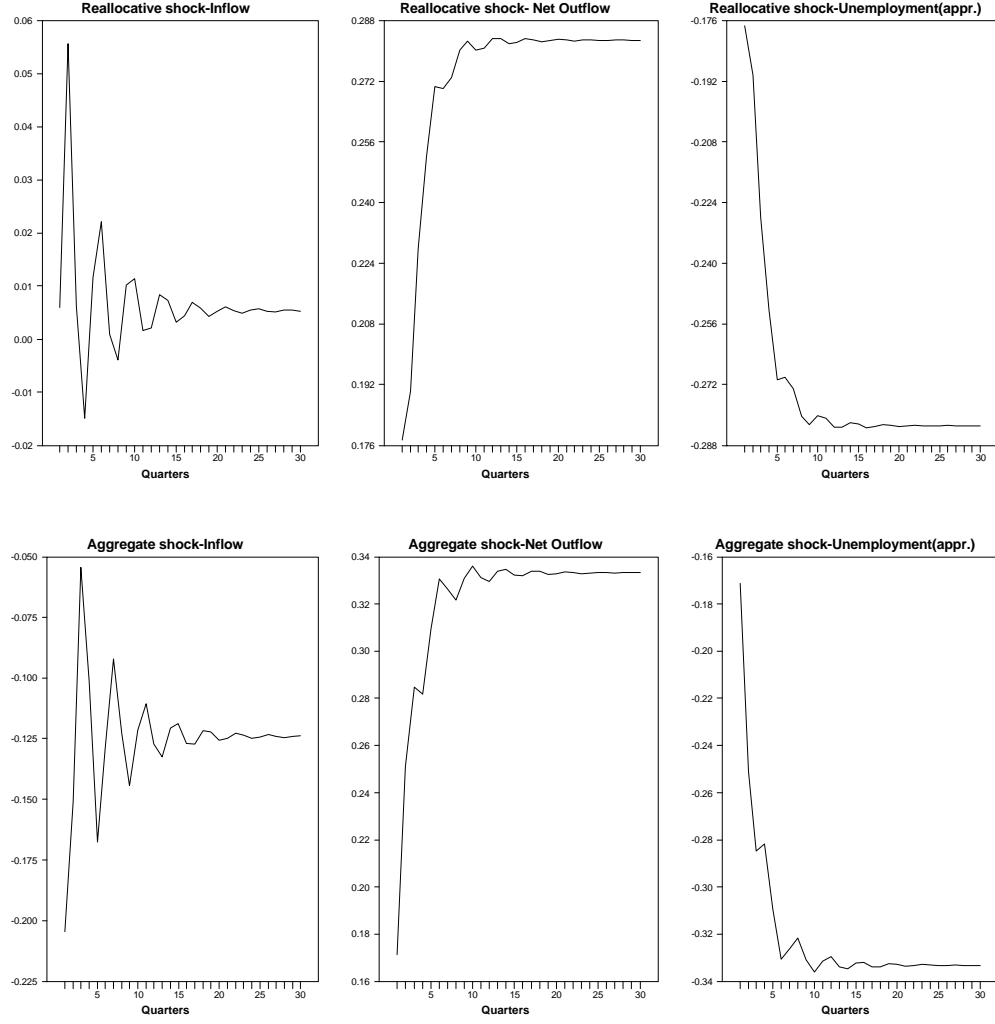 Reallocative shock-Inflow
0.06
0.05
0.04
0.03
0.02
0.01
0.00
-0.01
-0.02
5 10 15 20 25 30
Quarters
Reallocative shock- Net Outflow
0.288
0.272
0.256
0.240
0.224
0.208
0.192
0.176
5 10 15 20 25 30
Quarters
Reallocative shock-Unemployment(appr.)
-0.176
-0.192
-0.208
-0.224
-0.240
-0.256
-0.272
-0.288
5 10 15 20 25 30
Quarters
Aggregate shock-Inflow
-0.050
-0.075
-0.100
-0.125
-0.150
-0.175
-0.200
-0.225
5 10 15 20 25 30
Quarters
Aggregate shock-Net Outflow
0.34
0.32
0.30
0.28
0.26
0.24
0.22
0.20
0.18
0.16
5 10 15 20 25 30
Quarters
Aggregate shock-Unemployment(appr.)
-0.16
-0.18
-0.20
-0.22
-0.24
-0.26
-0.28
-0.30
-0.32
-0.34
5 10 15 20 25 30
Quarters